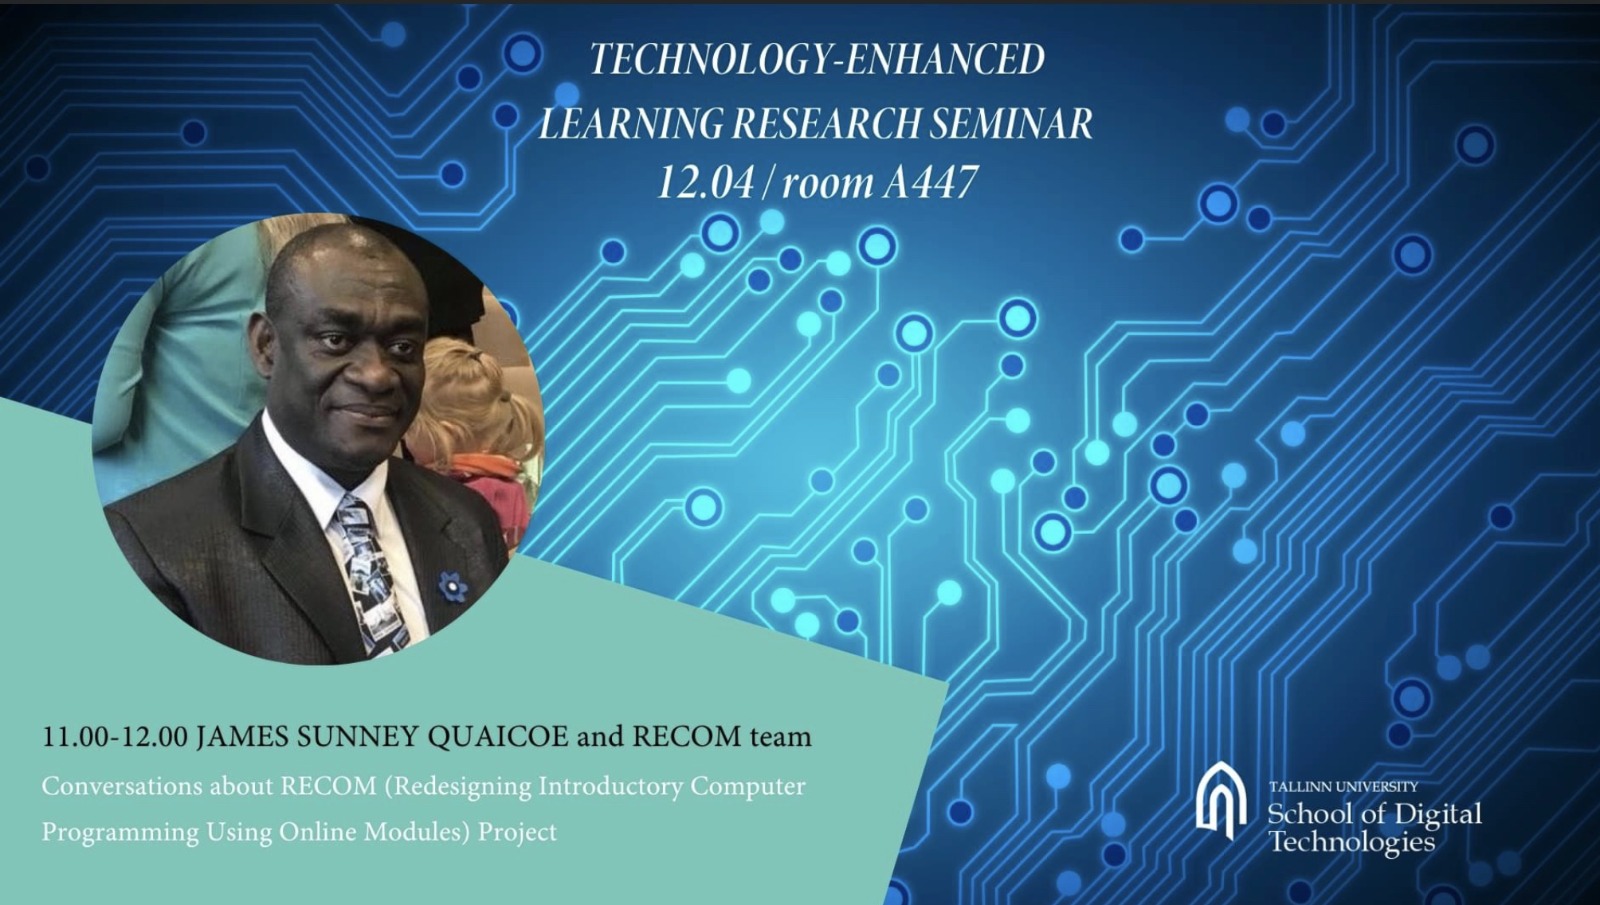 TECHNOLOGY-ENHANCED
LEARNING RESEARCH SEMINAR
12.04 / room A447
11.00-12.00 JAMES SUNNEY QUAICOE and RECOM team
Conversations about RECOM (Redesigning Introductory Computer
Programming Using Online Modules) Project
TALLINN UNIVERSITY
School of Digital
Technologies